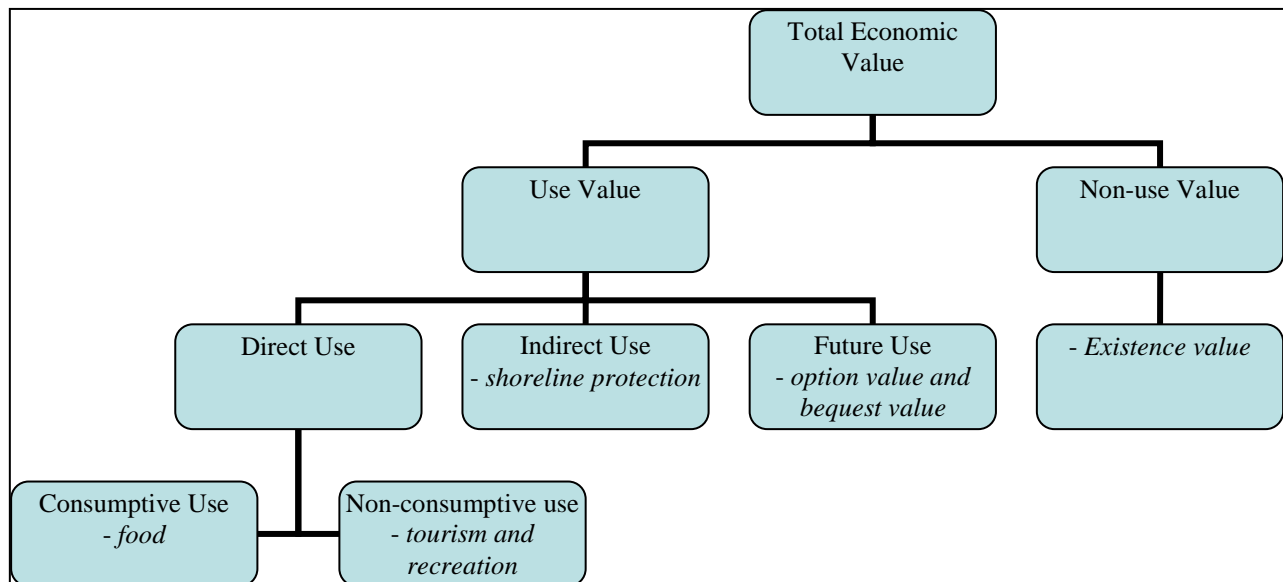 Total Economic
Value
Use Value
Non-use Value
Direct Use
Indirect Use
- shoreline protection
Future Use
- option value and
bequest value
- Existence value
Consumptive Use
- food
Non-consumptive use
- tourism and
recreation